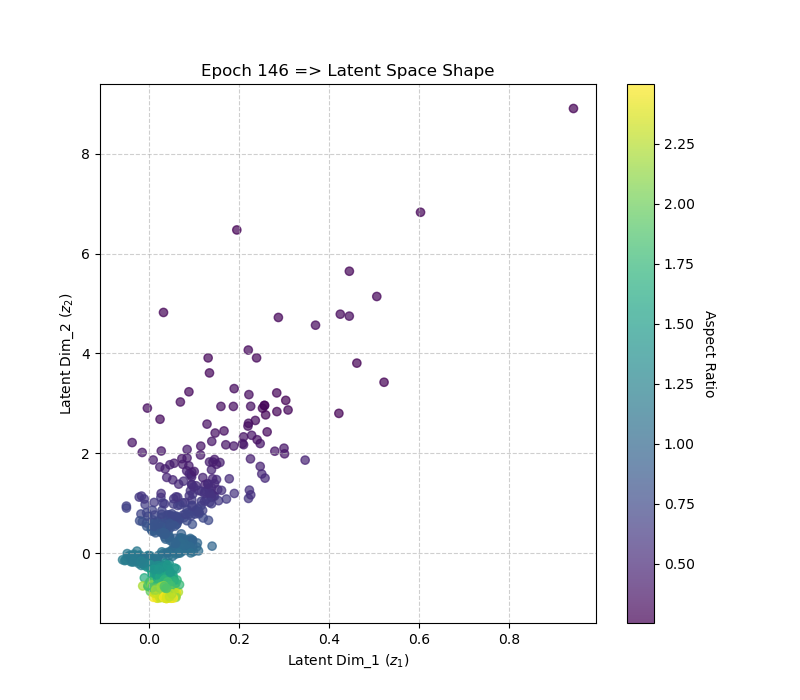 Epoch 146 => Latent Space Shape
Latent Dim_2 (z₂)
8
6
4
2
0
0.0 0.2 0.4 0.6 0.8
Latent Dim_1 (z₁)
2.25
2.00
1.75
1.50
1.25
1.00
0.75
0.50
Aspect Ratio